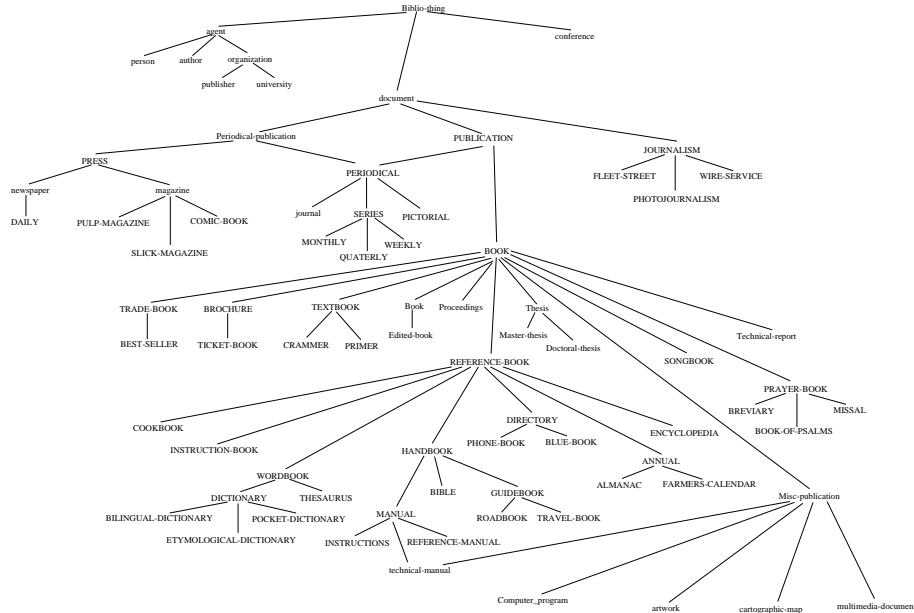 Biblio-thing
agent
conference
person
author
organization
publisher
university
document
Periodical-publication
PUBLICATION
JOURNALISM
PRESS
PERIODICAL
FLEET-STREET
WIRE-SERVICE
PHOTOJOURNALISM
newspaper
magazine
journal
SERIES
PICTORIAL
DAILY
PULP-MAGAZINE
COMIC-BOOK
SLICK-MAGAZINE
MONTHLY
WEEKLY
QUATERLY
BOOK
TRADE-BOOK
BROCHURE
TEXTBOOK
Book
Proceedings
Thesis
Technical-report
BEST-SELLER
TICKET-BOOK
CRAMMER
PRIMER
Edited-book
Master-thesis
Doctoral-thesis
SONGBOOK
REFERENCE-BOOK
PRAYER-BOOK
BREVIARY
MISSAL
BOOK-OF-PSALMS
COOKBOOK
INSTRUCTION-BOOK
DIRECTORY
ENCYCLOPEDIA
PHONE-BOOK
BLUE-BOOK
HANDBOOK
ANNUAL
WORDBOOK
ALMANAC
FARMERS-CALENDAR
DICTIONARY
THESAURUS
BIBLE
GUIDEBOOK
Misc-publication
BILINGUAL-DICTIONARY
POCKET-DICTIONARY
MANUAL
ROADBOOK
TRAVEL-BOOK
ETYMOLOGICAL-DICTIONARY
INSTRUCTIONS
REFERENCE-MANUAL
technical-manual
Computer_program
artwork
cartographic-map
multimedia-documen